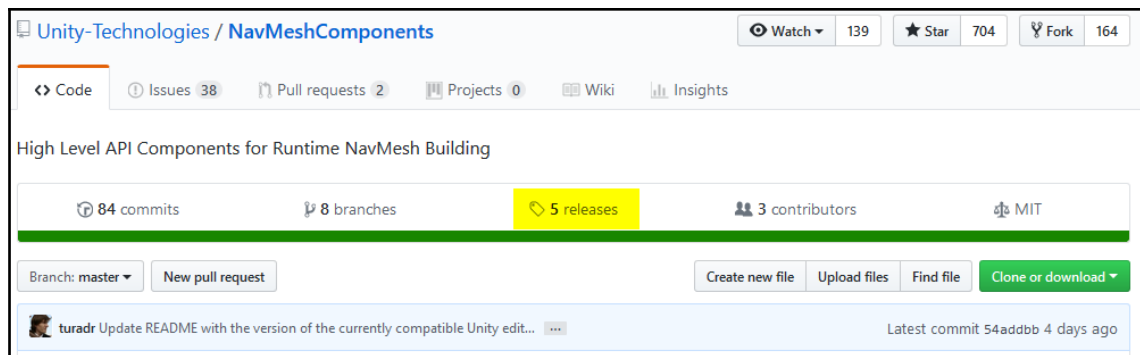 Unity-Technologies / NavMeshComponents Watch 139 Star 704 Fork 164
Code Issues 38 Pull requests 2 Projects 0 Wiki Insights
High Level API Components for Runtime NavMesh Building
84 commits 8 branches 5 releases 3 contributors MIT
Branch: master New pull request Create new file Upload files Find file Clone or download
turadr Update README with the version of the currently compatible Unity edit... ... Latest commit 54addbb 4 days ago